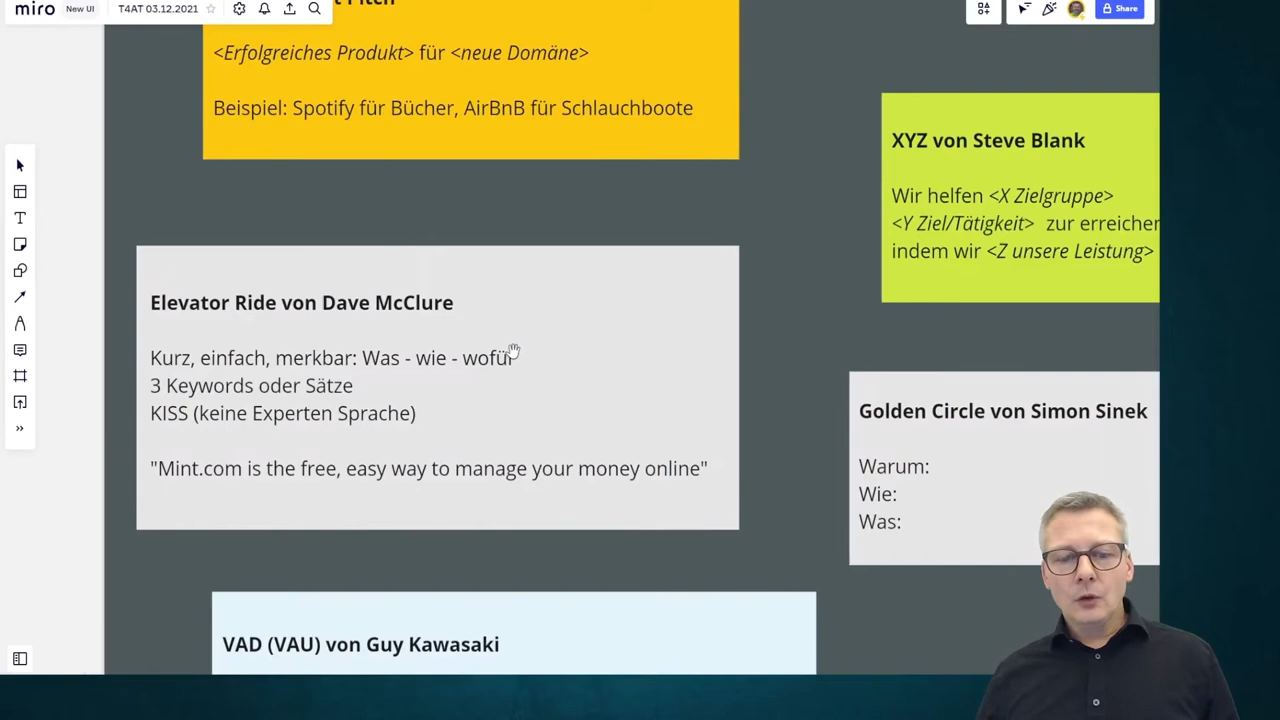 miro New UI T4AT 03.12.2021 Share
Pitch
<Erfolgreiches Produkt> für <neue Domäne>
Beispiel: Spotify für Bücher, AirBnB für Schlauchboote
XYZ von Steve Blank
Wir helfen <X Zielgruppe>
<Y Ziel/Tätigkeit> zur erreichen
indem wir <Z unsere Leistung>
Elevator Ride von Dave McClure
Kurz, einfach, merkbar: Was - wie - wofür
3 Keywords oder Sätze
KISS (keine Experten Sprache)
"Mint.com is the free, easy way to manage your money online"
Golden Circle von Simon Sinek
Warum:
Wie:
Was:
VAD (VAU) von Guy Kawasaki